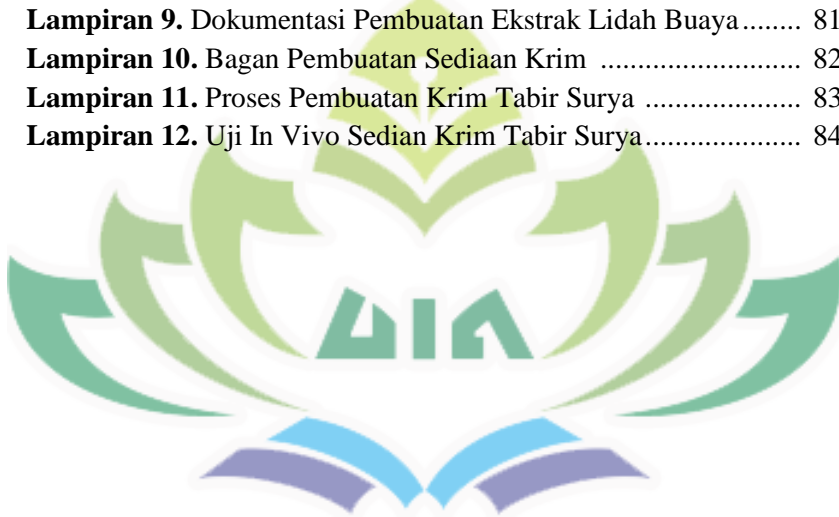 Lampiran 9. Dokumentasi Pembuatan Ekstrak Lidah Buaya........ 81
Lampiran 10. Bagan Pembuatan Sediaan Krim ......................... 82
Lampiran 11. Proses Pembuatan Krim Tabir Surya .................... 83
Lampiran 12. Uji In Vivo Sedian Krim Tabir Surya.................... 84
UIN